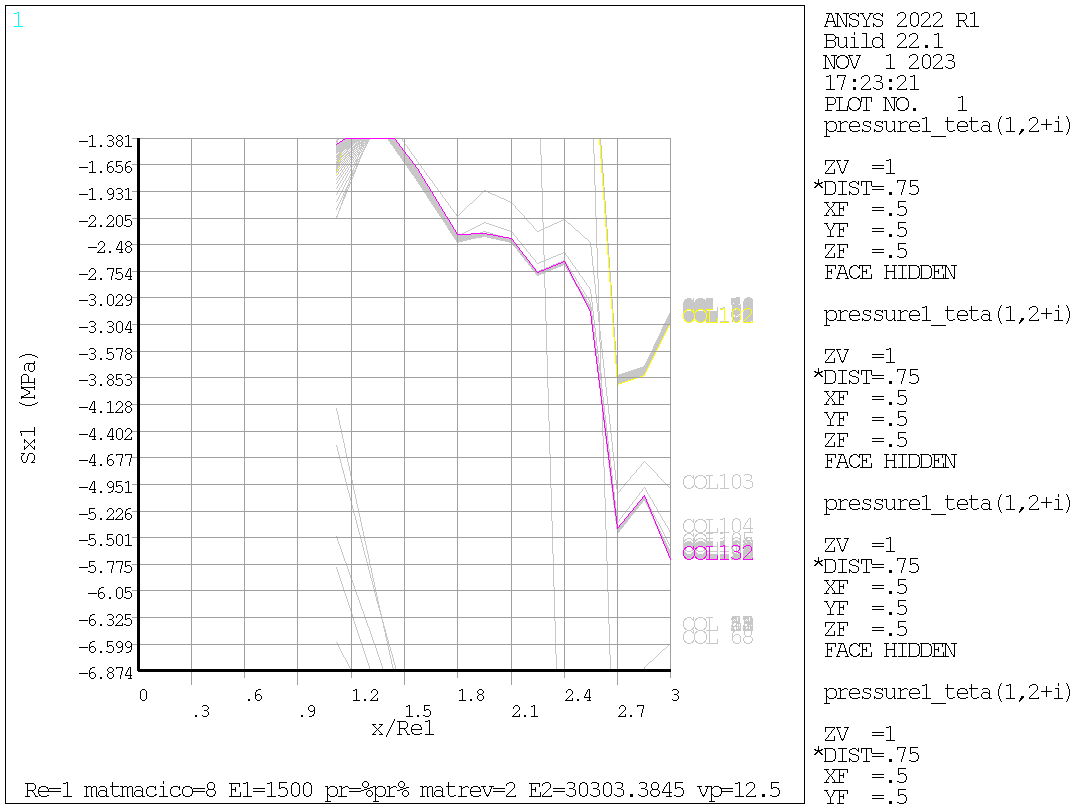 1
ANSYS 2022 R1
Build 22.1
NOV  1 2023
17:23:21
PLOT NO.   1
pressure1_teta(1,2+i)
ZV  =1
*DIST=.75
XF  =.5
YF  =.5
ZF  =.5
FACE HIDDEN
pressure1_teta(1,2+i)
ZV  =1
*DIST=.75
XF  =.5
YF  =.5
ZF  =.5
FACE HIDDEN
pressure1_teta(1,2+i)
ZV  =1
*DIST=.75
XF  =.5
YF  =.5
ZF  =.5
FACE HIDDEN
pressure1_teta(1,2+i)
ZV  =1
*DIST=.75
XF  =.5
YF  =.5
-1.381
-1.656
-1.931
-2.205
-2.48
-2.754
-3.029
-3.304
-3.578
-3.853
-4.128
-4.402
-4.677
-4.951
-5.226
-5.501
-5.775
-6.05
-6.325
-6.599
-6.874
Sx1 (MPa)
COL102
COL103
COL104
COL132
COL
COL 68
0
.3
.6
.9
1.2
1.5
1.8
2.1
2.4
2.7
3
x/Re1
Re=1 matmacico=8 E1=1500 pr=%pr% matrev=2 E2=30303.3845 vp=12.5